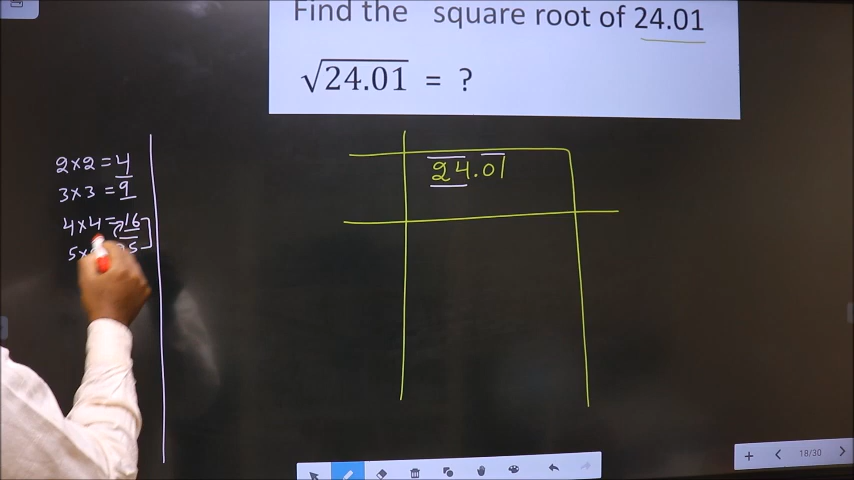 Find the square root of 24.01
√24.01 = ?
2×2 = 4
3×3 = 9
4×4 = 16
24.01
18/30